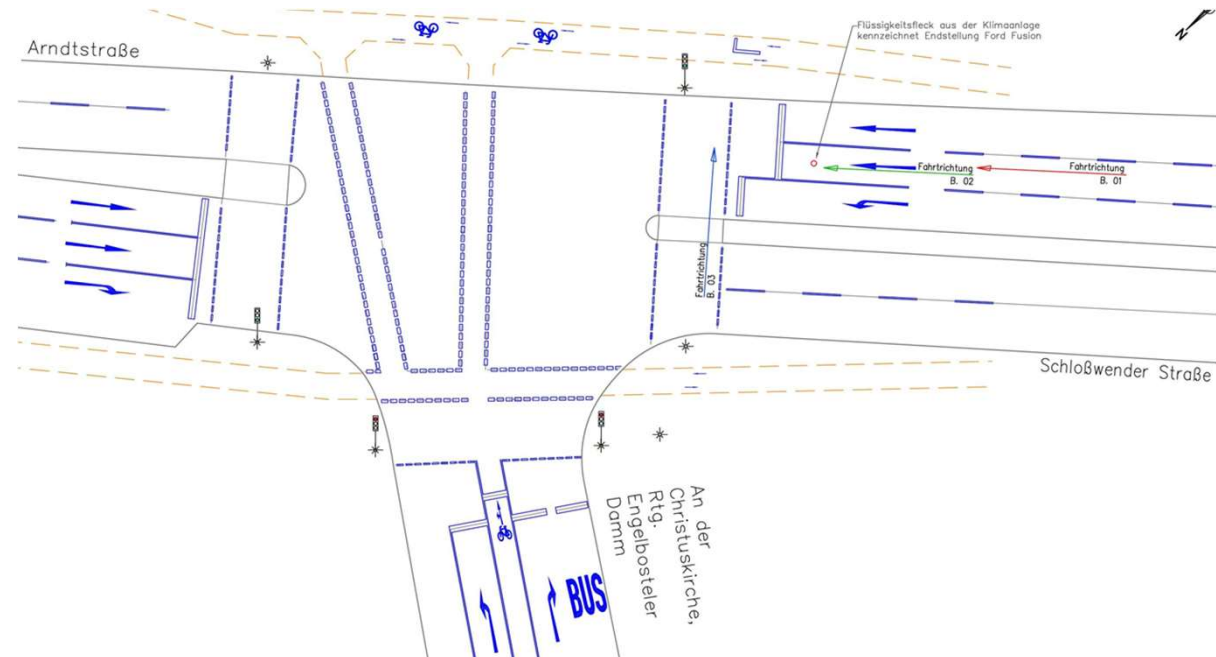 Flüssigkeitsfleck aus der Klimaanlage
kennzeichnet Endstellung Ford Fusion
N
Arndtstraße
Fahrtrichtung
B. 02
Fahrtrichtung
B. 01
Fahrtrichtung
B. 03
Schloßwender Straße
An der
Christuskirche,
Rtg.
Engelbosteler
Damm
BUS